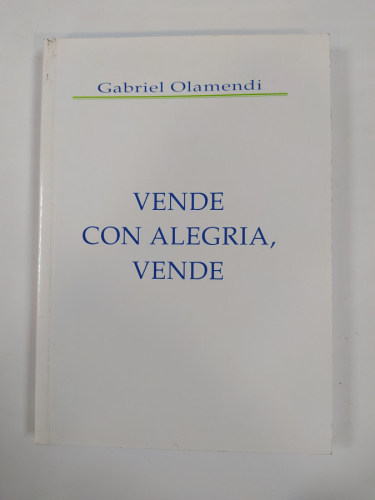 Gabriel Olamendi
VENDE
CON ALEGRIA,
VENDE